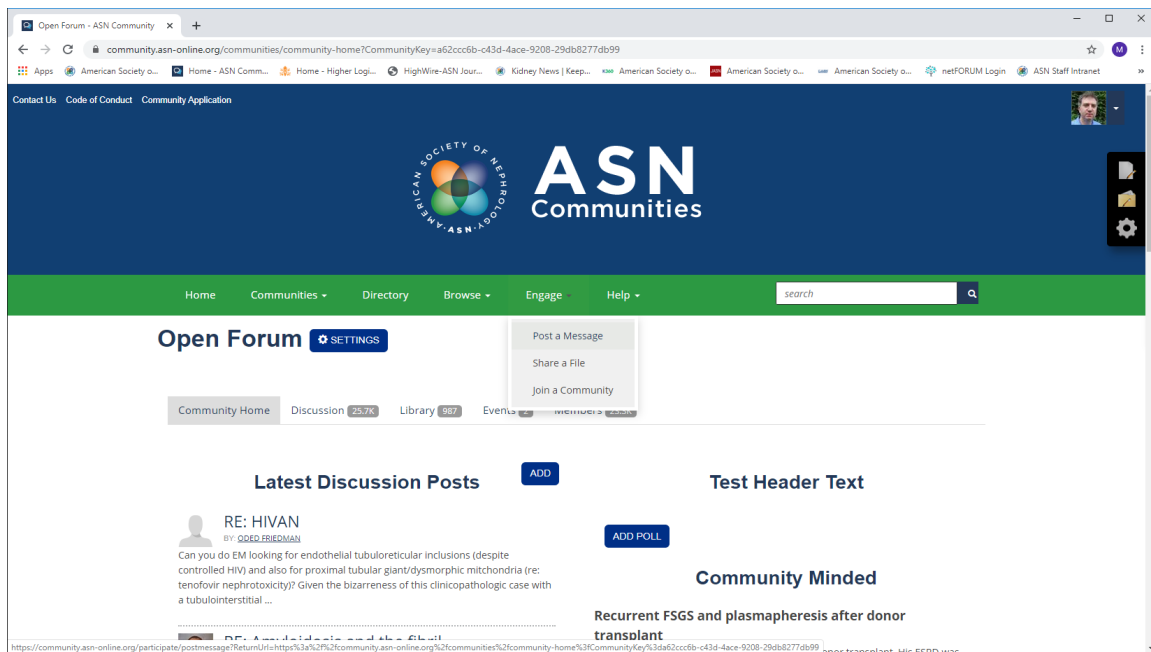 Open Forum - ASN Community
community.asn-online.org/communities/community-home?CommunityKey=a62ccc6b-c43d-4ace-9208-29db8277db99
M
Apps American Society o... Home - ASN Comm... Home - Higher Logi... HighWire-ASN Jour... Kidney News | Keep... American Society o... American Society o... American Society o... netFORUM Login ASN Staff Intranet »
Contact Us Code of Conduct Community Application
AMERICAN SOCIETY OF NEPHROLOGY
ASN
ASN
Communities
Home Communities Directory Browse Engage Help search
Open Forum SETTINGS
Post a Message
Share a File
Join a Community
Community Home Discussion 25.7K Library 987 Events 2 Members
Latest Discussion Posts ADD
Test Header Text
RE: HIVAN
BY: ODED FRIEDMAN
Can you do EM looking for endothelial tubuloreticular inclusions (despite
controlled HIV) and also for proximal tubular giant/dysmorphic mitchondria (re:
tenofovir nephrotoxicity)? Given the bizarreness of this clinicopathologic case with
a tubulointerstitial ...
ADD POLL
Community Minded
Recurrent FSGS and plasmapheresis after donor
transplant
RE: Amyloidosis and the fibril
https://community.asn-online.org/participate/postmessage?ReturnUrl=https%3a%2f%2fcommunity.asn-online.org%2fcommunities%2fcommunity-home%3fCommunityKey%3da62ccc6b-c43d-4ace-9208-29db8277db99